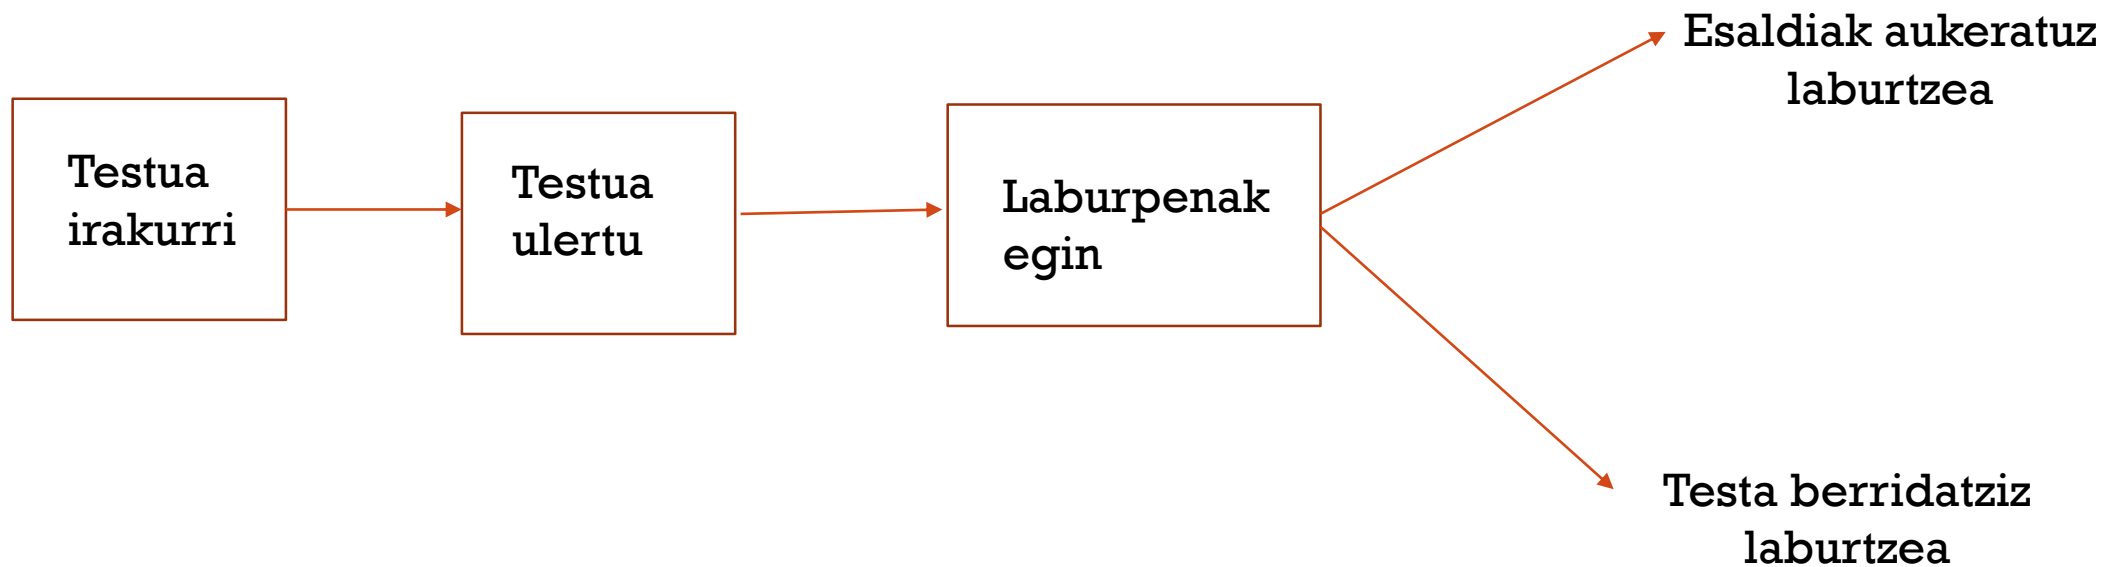 Testua
irakurri
Testua
ulertu
Laburpenak
egin
Esaldiak aukeratuz
laburtzea
Testa berridatziz
laburtzea